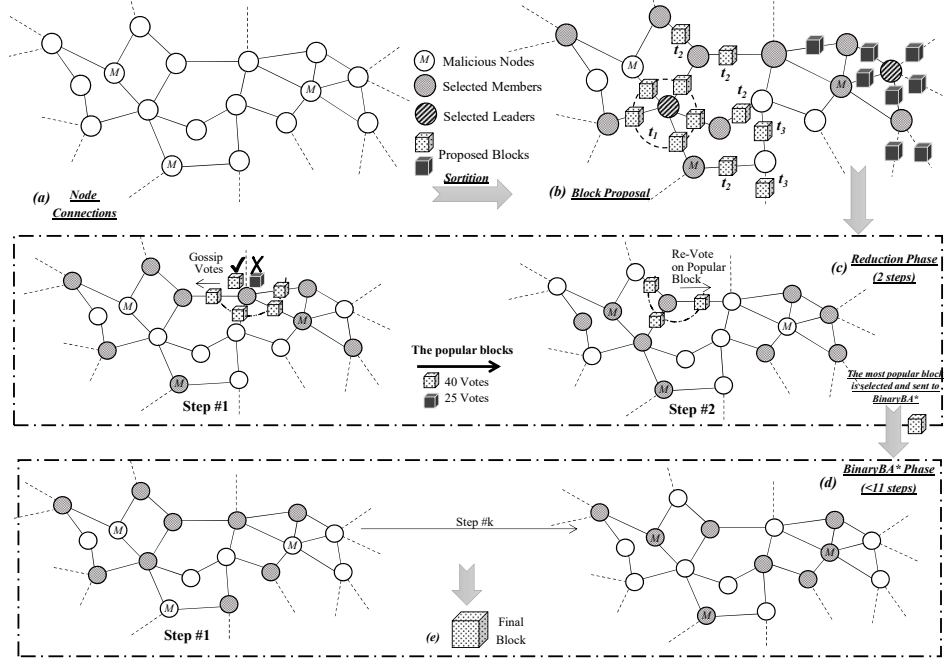 M
M
M
(a) Node
Connections
M Malicious Nodes
Selected Members
Selected Leaders
Proposed Blocks
Sortition
M
M
M
t2
t2
t2
t1
t3
t2
t3
(b) Block Proposal
Gossip
Votes
M
M
M
Step #1
The popular blocks
40 Votes
25 Votes
Re-Vote
on Popular
Block
M
M
M
Step #2
(c) Reduction Phase
(2 steps)
The most popular block
is selected and sent to
BinaryBA*
M
M
M
Step #1
Step #k
(e) Final
Block
M
M
M
(d) BinaryBA* Phase
(<11 steps)